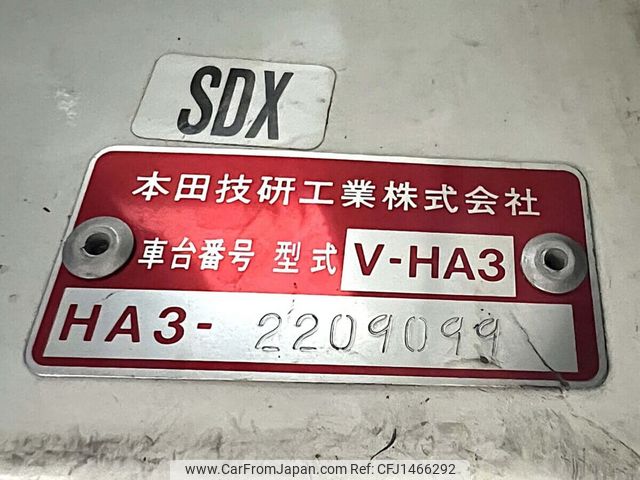 SDX
本田技研工業株式会社
車台番号 型式 V-HA3
HA3- 2209099
www.CarFromJapan.com Ref ID: CFJ1466292